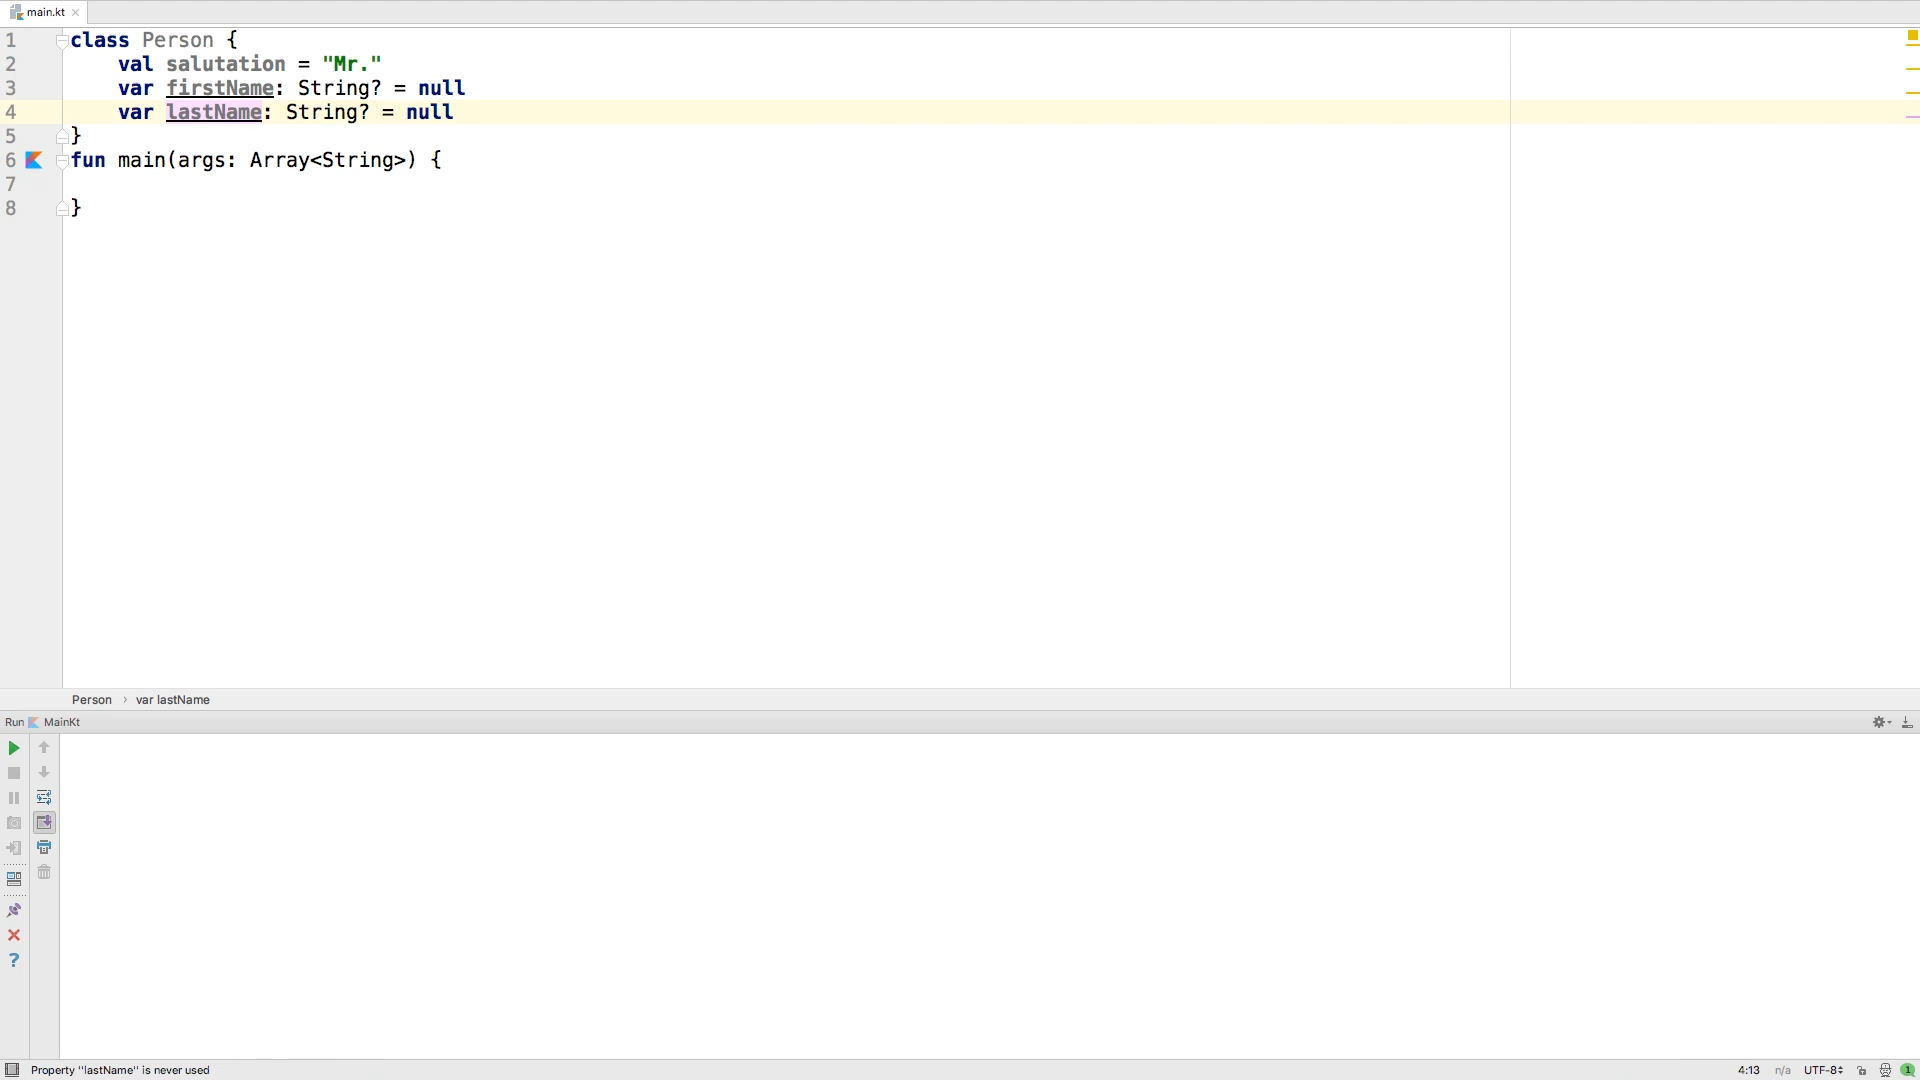 main.kt
1 class Person {
2 val salutation = "Mr."
3 var firstName: String? = null
4 var lastName: String? = null
5 }
6 fun main(args: Array<String>) {
7
8 }
Person › var lastName
Run MainKt
?
Property "lastName" is never used 4:13 n/a UTF-8 1